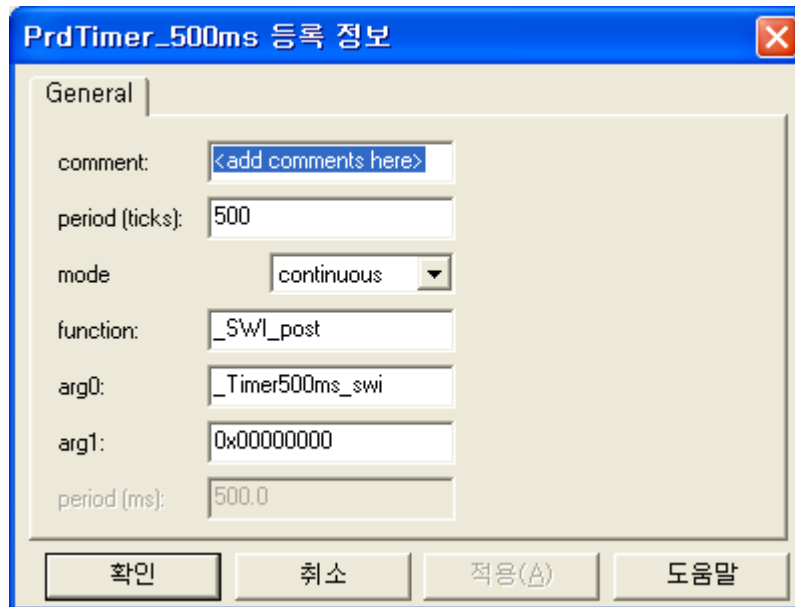 PrdTimer_500ms 등록 정보
General
comment: <add comments here>
period (ticks): 500
mode continuous
function: _SWI_post
arg0: _Timer500ms_swi
arg1: 0x00000000
period (ms): 500.0
확인 취소 적용(A) 도움말